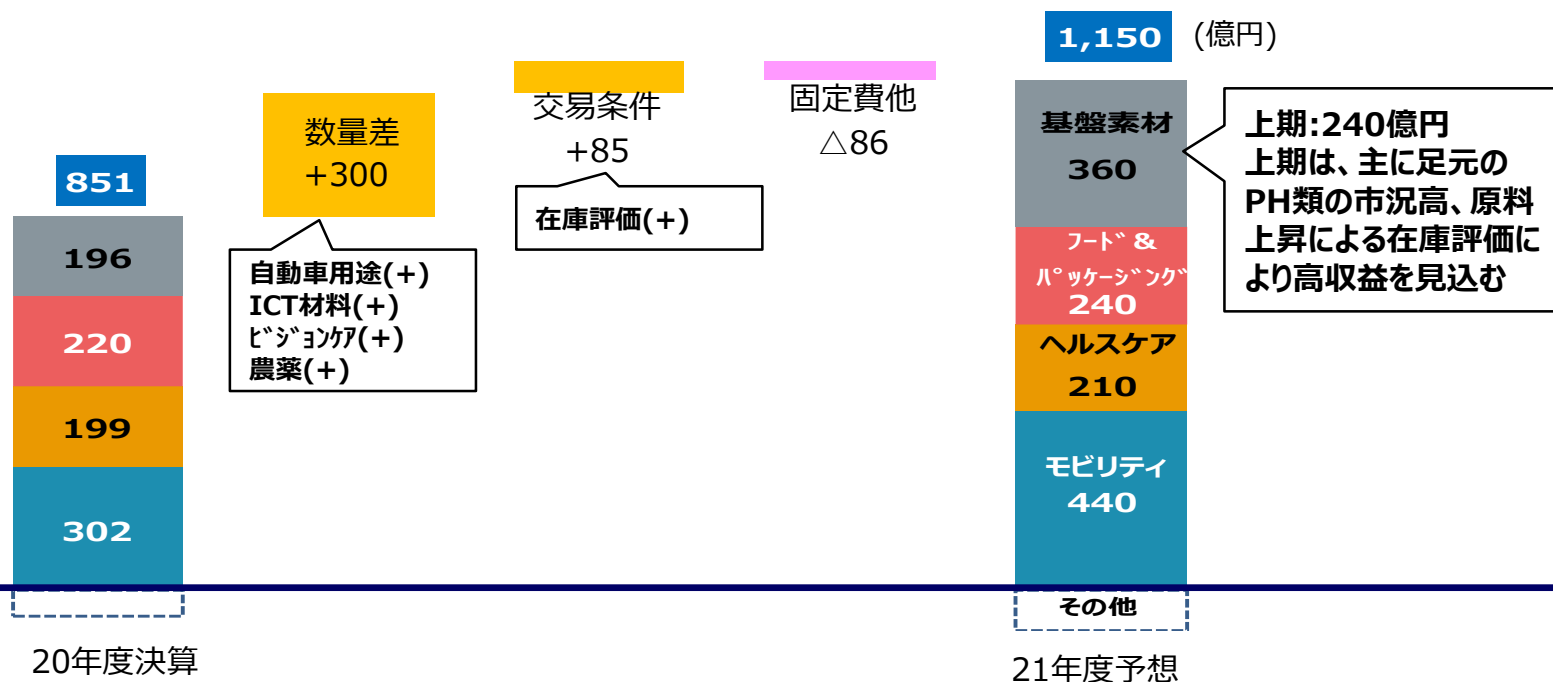 851
196
220
199
302
20年度決算
数量差
+300
自動車用途(+)
ICT材料(+)
ﾋﾞｼﾞｮﾝｹｱ(+)
農薬(+)
交易条件
+85
在庫評価(+)
固定費他
△86
1,150 (億円)
基盤素材
360
ﾌｰﾄﾞ &
ﾊﾟｯｹｰｼﾞﾝｸﾞ
240
ヘルスケア
210
モビリティ
440
その他
21年度予想
上期:240億円
上期は、主に足元の
PH類の市況高、原料
上昇による在庫評価に
より高収益を見込む